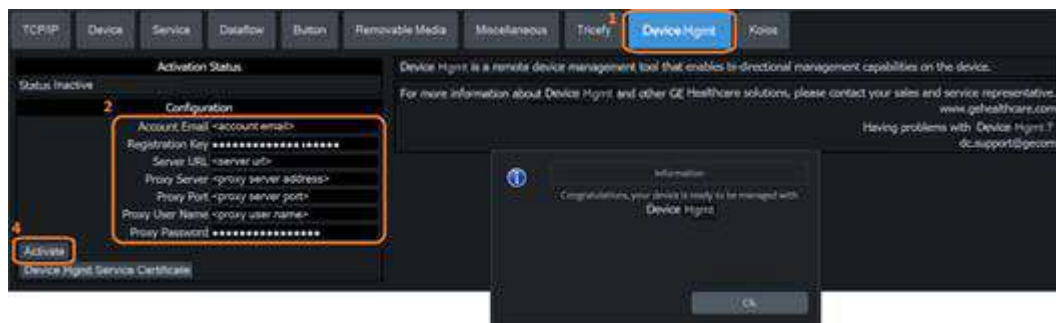 TCP/IP Device Service Dataflow Button Removable Media Miscellaneous Tricefy 1 Device Mgmt Koios
Activation Status
Status Inactive
2 Configuration
Account Email <account email>
Registration Key
Server URL <server url>
Proxy Server <proxy server address>
Proxy Port <proxy server port>
Proxy User Name <proxy user name>
Proxy Password
4
Activate
Device Mgmt Service Certificate
Device Mgmt is a remote device management tool that enables bi-directional management capabilities on the device.
For more information about Device Mgmt and other GE Healthcare solutions, please contact your sales and service representative.
www.gehealthcare.com
Having problems with Device Mgmt ?
dc.support@gecom
Information
Congratulations, your device is ready to be managed with
Device Mgmt
Ok